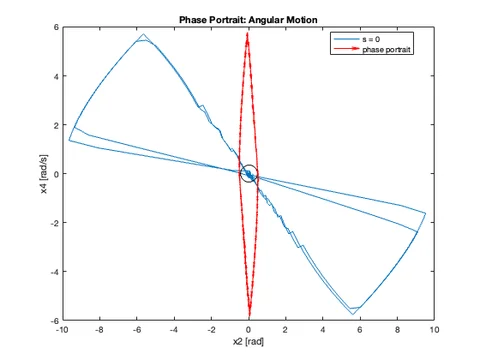 Phase Portrait: Angular Motion
s = 0
phase portrait
6
4
2
0
-2
-4
-6
x4 [rad/s]
-10 -8 -6 -4 -2 0 2 4 6 8 10
x2 [rad]